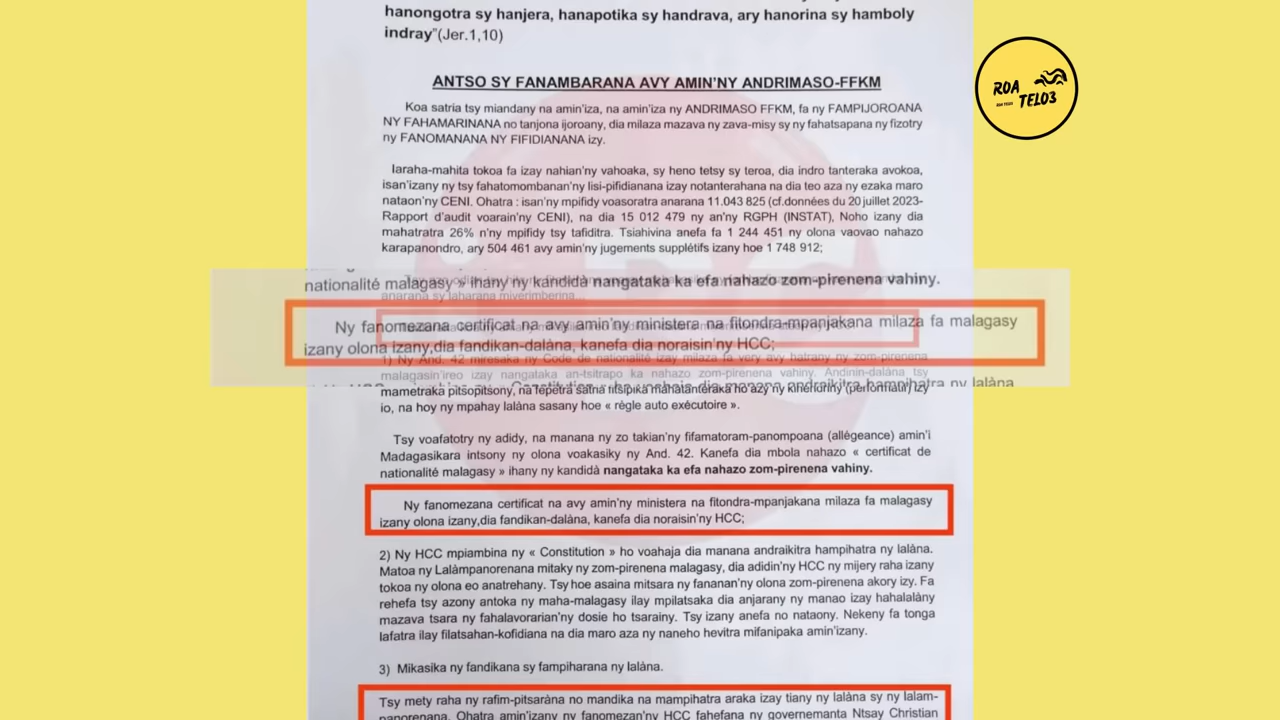 hanongotra sy hanjera, hanapotika sy handrava, ary hanorina sy hamboly
indray"(Jer.1,10)
ROA
TELO3
ROA TELO
ANTSO SY FANAMBARANA AVY AMIN'NY ANDRIMASO-FFKM
Koa satria tsy miandany na amin'iza, na amin'iza ny ANDRIMASO FFKM, fa ny FAMPIJOROANA
NY FAHAMARINANA no tanjona ijoroany, dia milaza mazava ny zava-misy sy ny fahatsapana ny fizotry
ny FANOMANANA NY FIFIDIANANA izy.
Iaraha-mahita tokoa fa izay nahian'ny vahoaka, sy heno tetsy sy teroa, dia indro tanteraka avokoa,
isan'izany ny tsy fahatomombanan'ny lisi-pifidianana izay notanterahana na dia teo aza ny ezaka maro
nataon'ny CENI. Ohatra : isan'ny mpifidy voasoratra anarana 11.043 825 (cf.données du 20 juillet 2023-
Rapport d'audit voarain'ny CENI), na dia 15 012 479 ny an'ny RGPH (INSTAT), Noho izany dia
mahatratra 26% n'ny mpifidy tsy tafiditra. Tsiahivina anefa fa 1 244 451 ny olona vaovao nahazo
karapanondro, ary 504 461 avy amin'ny jugements supplétifs izany hoe 1 748 912;
nationalité malagasy » ihany ny kandidà nangataka ka efa nahazo zom-pirenena vahiny.
anarana sy laharana miverimberina...
Ny fanomezana certificat na avy amin'ny ministera na fitondra-mpanjakana milaza fa malagasy
izany olona izany,dia fandikan-dalàna, kanefa dia noraisin'ny HCC;
1) Ny And. 42 miresaka ny Code de nationalité izay milaza fa very avy hatrany ny zom-pirenena
malagasin'ireo izay nangataka an-tsitrapo ka nahazo zom-pirenena vahiny. Andinin-dalàna tsy
mametraka pitsopitsony, na fepetra satria fitsipika mahatanteraka ho azy ny kinendriny (performatif) izy
io, na hoy ny mpahay lalàna sasany hoe « règle auto exécutoire ».
Tsy voafatotry ny adidy, na manana ny zo takian'ny fifamatoram-panompoana (allégeance) amin'i
Madagasikara intsony ny olona voakasiky ny And. 42. Kanefa dia mbola nahazo « certificat de
nationalité malagasy » ihany ny kandidà nangataka ka efa nahazo zom-pirenena vahiny.
Ny fanomezana certificat na avy amin'ny ministera na fitondra-mpanjakana milaza fa malagasy
izany olona izany,dia fandikan-dalàna, kanefa dia noraisin'ny HCC;
2) Ny HCC mpiambina ny « Constitution » ho voahaja dia manana andraikitra hampihatra ny lalàna.
Matoa ny Lalàmpanorenana mitaky ny zom-pirenena malagasy, dia adidin'ny HCC ny mijery raha izany
tokoa ny olona eo anatrehany. Tsy hoe asaina mitsara ny fananan'ny olona zom-pirenena akory izy. Fa
rehefa tsy azony antoka ny maha-malagasy ilay mpilatsaka dia anjarany ny manao izay hahalalàny
mazava tsara ny fahalavorarian'ny dosie ho tsarainy. Tsy izany anefa no nataony. Nekeny fa tonga
lafatra ilay filatsahan-kofidiana na dia maro aza ny naneho hevitra mifanipaka amin'izany.
3) Mikasika ny fandikana sy fampiharana ny lalàna.
Tsy mety raha ny rafim-pitsaràna no mandika na mampihatra araka izay tiany ny lalàna sy ny lalam-
panorenana. Ohatra amin'izany ny fanomezan'ny HCC fahefana ny governemanta Ntsay Christian